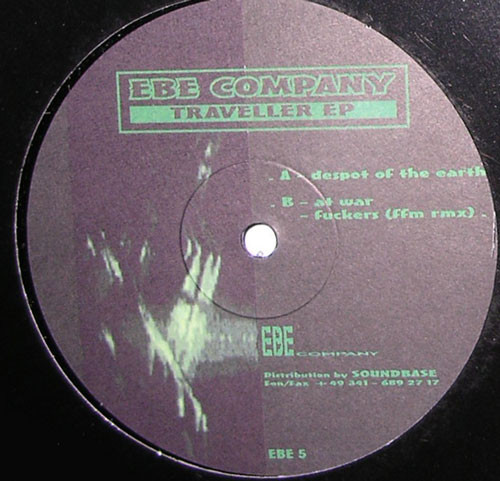 EBE COMPANY
TRAVELLER EP
. A - despot of the earth
. B - at war
- fuckers (ffm rmx) .
EBE COMPANY
Distribution by SOUNDBASE
Fon/Fax + 49 341 - 689 27 17
EBE 5